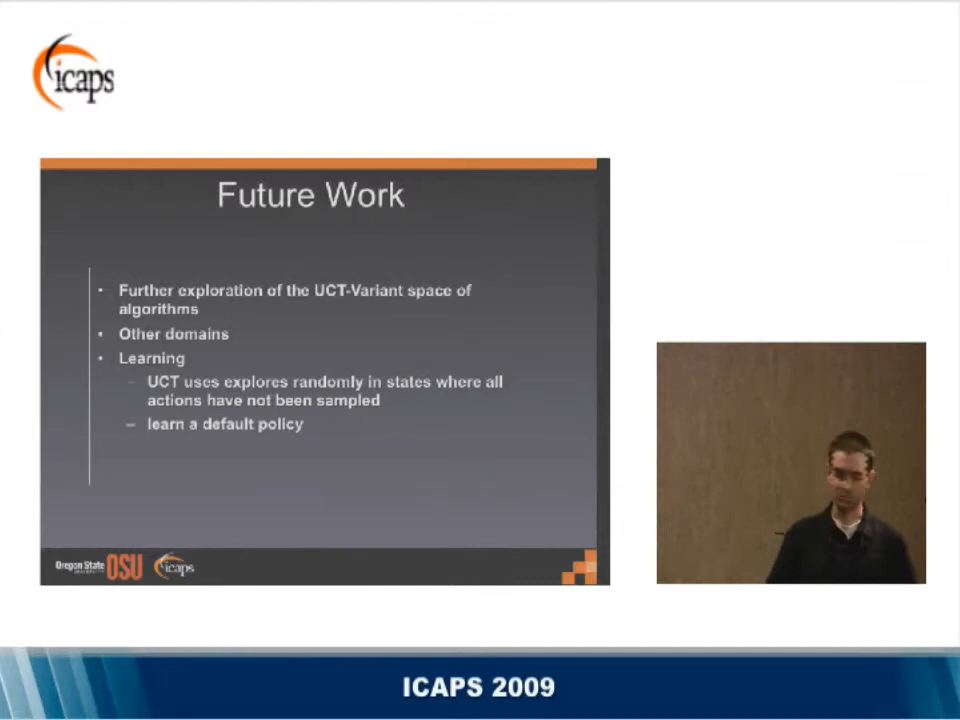 icaps
Future Work
• Further exploration of the UCT-Variant space of
algorithms
• Other domains
• Learning
– UCT uses explores randomly in states where all
actions have not been sampled
– learn a default policy
Oregon State
UNIVERSITY
OSU
icaps
ICAPS 2009